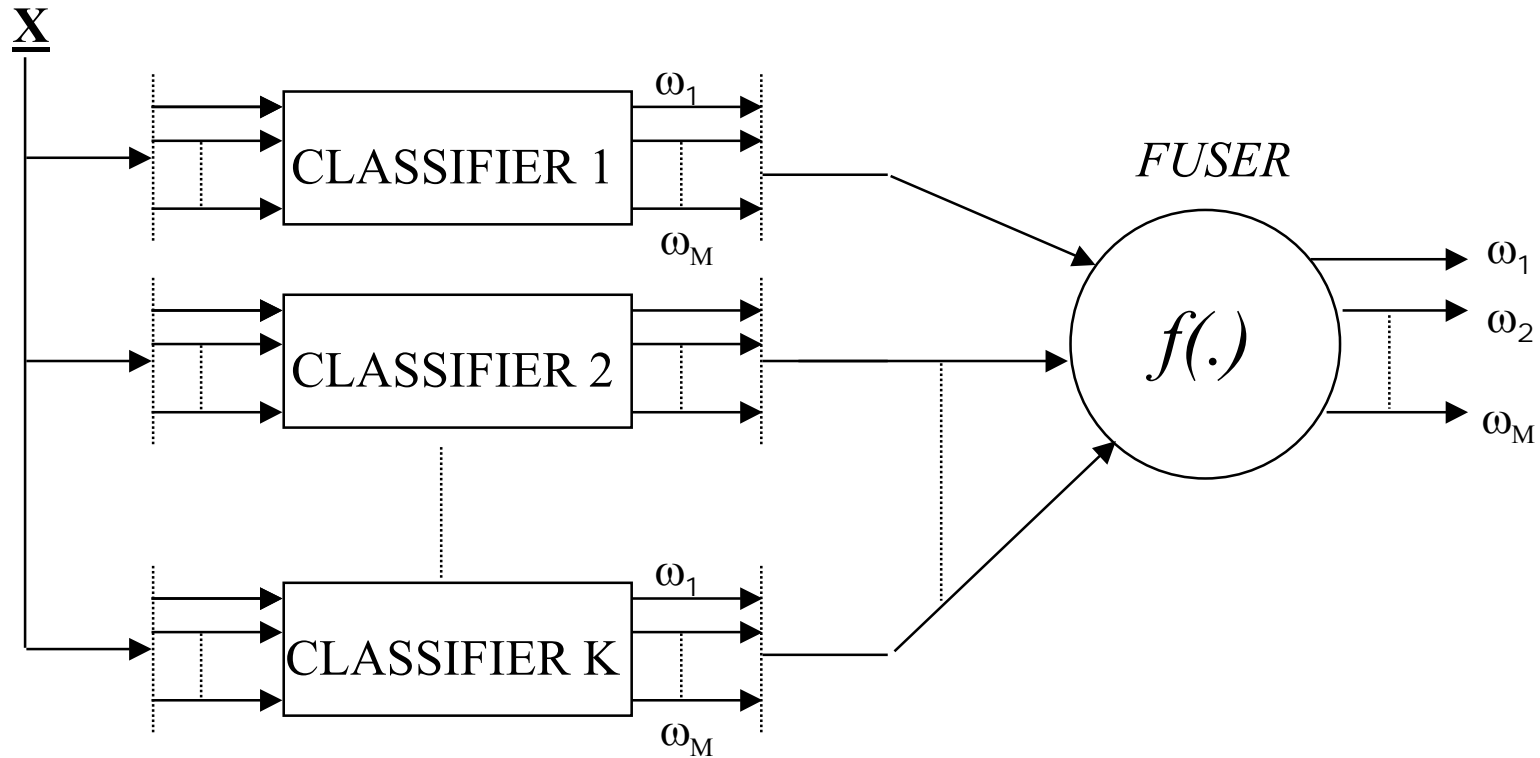 X
ω1
CLASSIFIER 1
ωM
CLASSIFIER 2
ω1
CLASSIFIER K
ωM
FUSER
f(.)
ω1
ω2
ωM